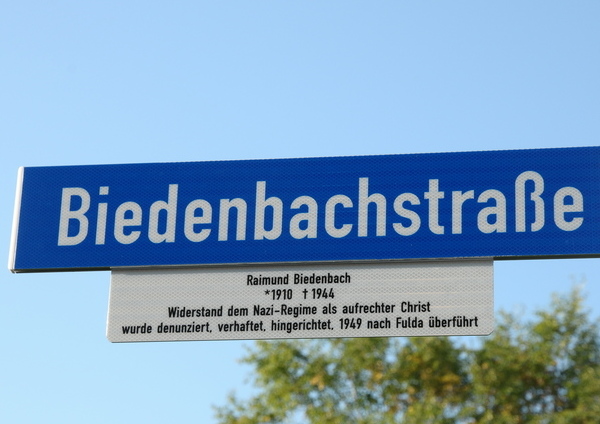 Biedenbachstraße
Raimund Biedenbach
*1910 †1944
Widerstand dem Nazi-Regime als aufrechter Christ
wurde denunziert, verhaftet, hingerichtet, 1949 nach Fulda überführt